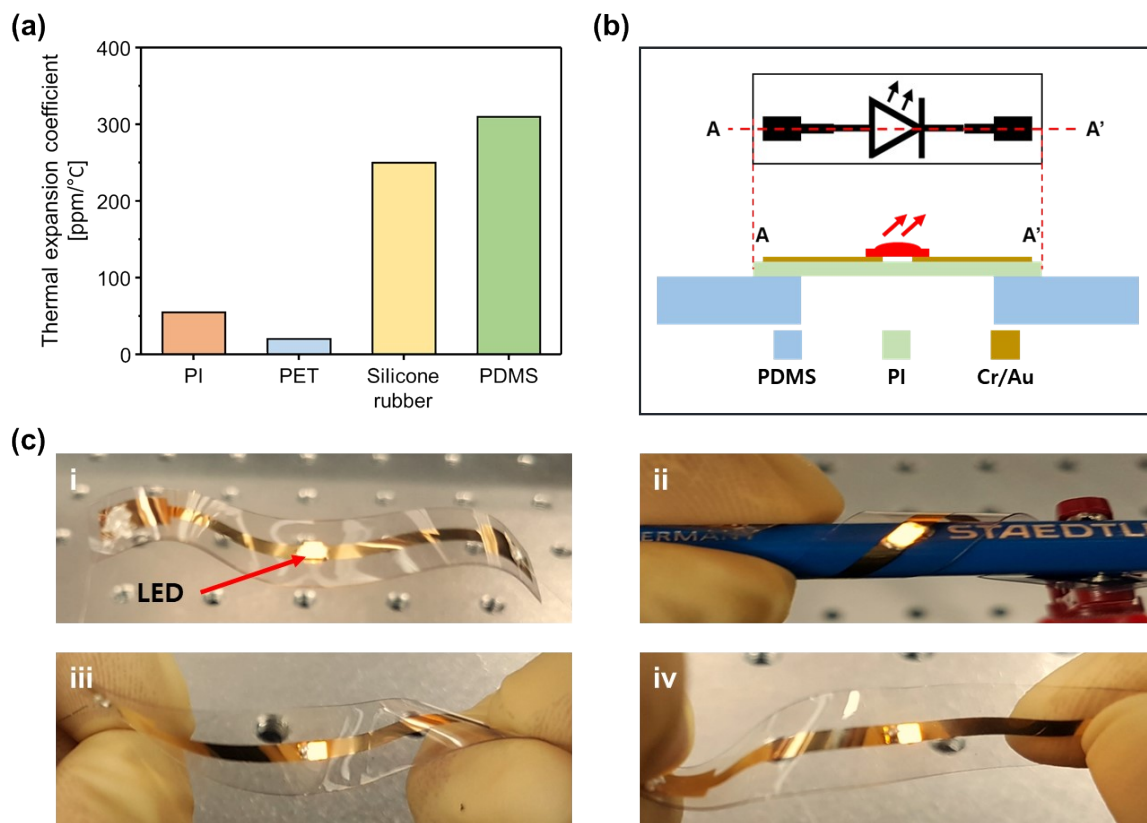 (a)
Thermal expansion coefficient
[ppm/°C]
400
300
200
100
0
PI
PET
Silicone
rubber
PDMS
(b)
A
A'
A
A'
PDMS
PI
Cr/Au
(c)
i
LED
ii
ERMANY
STAEDTL
iii
iv